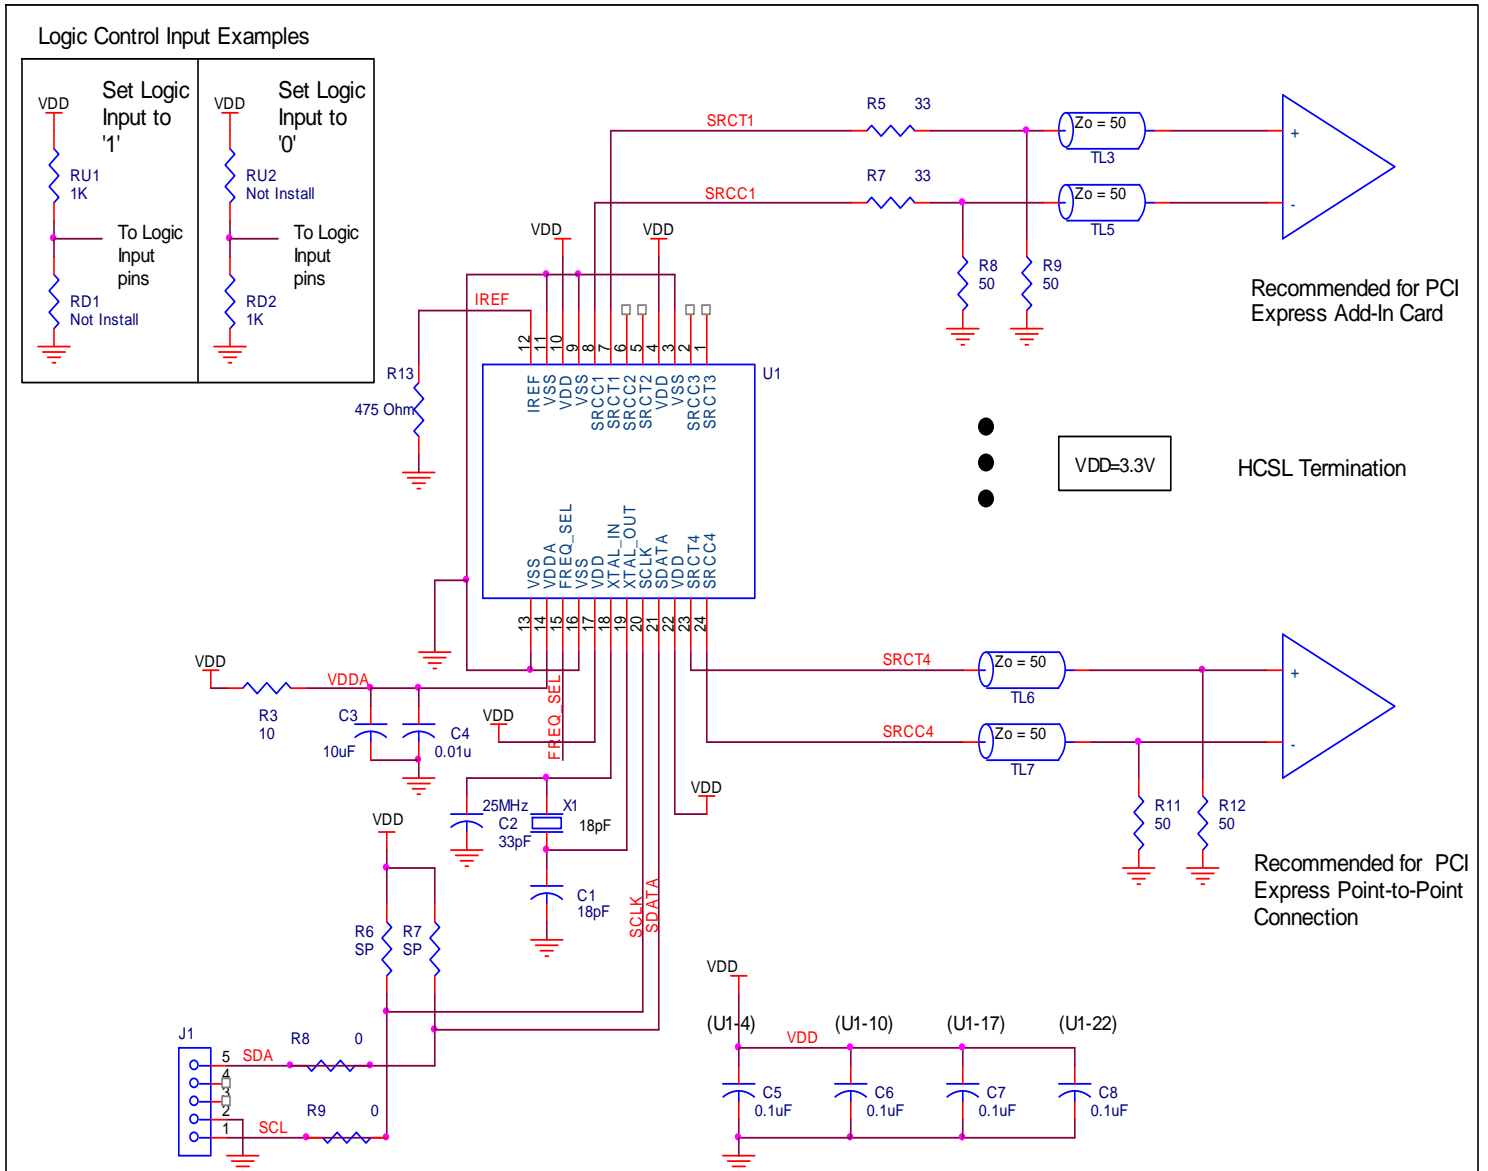 Logic Control Input Examples
Set Logic
Input to
'1'
VDD
RU1
1K
To Logic
Input
pins
RD1
Not Install
Set Logic
Input to
'0'
VDD
RU2
Not Install
To Logic
Input
pins
RD2
1K
SRCT1
R5 33
Zo = 50
TL3
+
SRCC1
R7 33
Zo = 50
TL5
-
R8
50
R9
50
Recommended for PCI
Express Add-In Card
VDD
VDD
IREF
R13
475 Ohm
12
11
10
9
8
7
6
5
4
3
2
1
U1
IREF
VSS
VDD
VSS
SRCC1
SRCT1
SRCC2
SRCT2
VDD
VSS
SRCC3
SRCT3
VDD=3.3V
HCSL Termination
VSS
VDDA
FREQ_SEL
VSS
VDD
XTAL_IN
XTAL_OUT
SCLK
SDATA
VDD
SRCT4
SRCC4
13
14
15
16
17
18
19
20
21
22
23
24
VDD
R3
10
VDDA
C3
10uF
C4
0.01u
VDD
FREQ_SEL
SRCT4
Zo = 50
TL6
+
SRCC4
Zo = 50
TL7
-
R11
50
R12
50
Recommended for PCI
Express Point-to-Point
Connection
VDD
25MHz
X1
C2
33pF
18pF
C1
18pF
SCLK
SDATA
VDD
R6
SP
R7
SP
J1
R8 0
5
SDA
4
3
2
R9 0
1
SCL
VDD
(U1-4)
(U1-10)
(U1-17)
(U1-22)
VDD
C5
0.1uF
C6
0.1uF
C7
0.1uF
C8
0.1uF